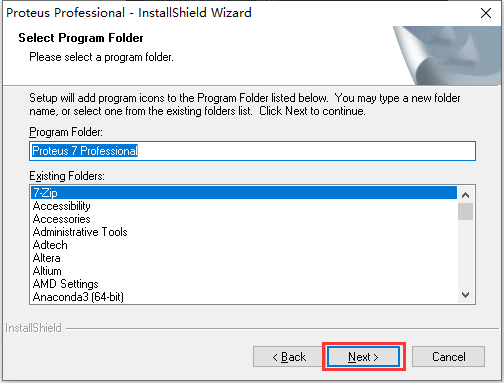 Proteus Professional - InstallShield Wizard
Select Program Folder
Please select a program folder.
Setup will add program icons to the Program Folder listed below. You may type a new folder
name, or select one from the existing folders list. Click Next to continue.
Program Folder:
Proteus 7 Professional
Existing Folders:
7-Zip
Accessibility
Accessories
Administrative Tools
Adtech
Altera
Altium
AMD Settings
Anaconda3 (64-bit)
InstallShield
< Back Next > Cancel